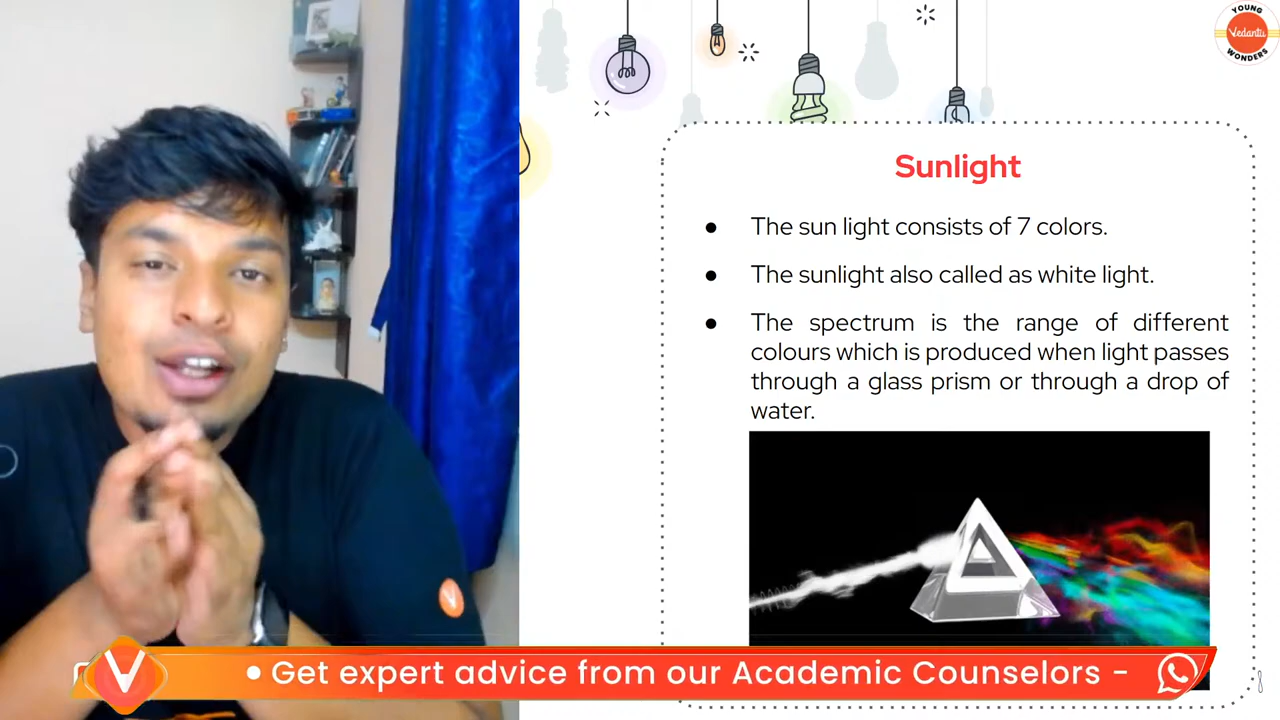 YOUNG
Vedantu
WONDERS
Sunlight
● The sun light consists of 7 colors.
● The sunlight also called as white light.
● The spectrum is the range of different
colours which is produced when light passes
through a glass prism or through a drop of
water.
V
V
• Get expert advice from our Academic Counselors -